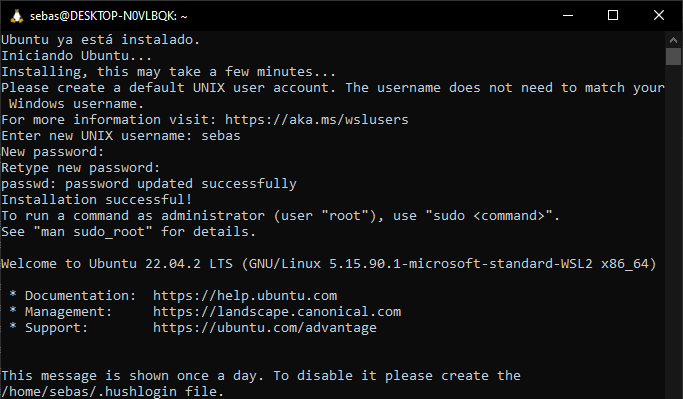 sebas@DESKTOP-N0VLBQK: ~
Ubuntu ya está instalado.
Iniciando Ubuntu...
Installing, this may take a few minutes...
Please create a default UNIX user account. The username does not need to match your
 Windows username.
For more information visit: https://aka.ms/wslusers
Enter new UNIX username: sebas
New password:
Retype new password:
passwd: password updated successfully
Installation successful!
To run a command as administrator (user "root"), use "sudo <command>".
See "man sudo_root" for details.
Welcome to Ubuntu 22.04.2 LTS (GNU/Linux 5.15.90.1-microsoft-standard-WSL2 x86_64)
 * Documentation:  https://help.ubuntu.com
 * Management:     https://landscape.canonical.com
 * Support:        https://ubuntu.com/advantage
This message is shown once a day. To disable it please create the
/home/sebas/.hushlogin file.